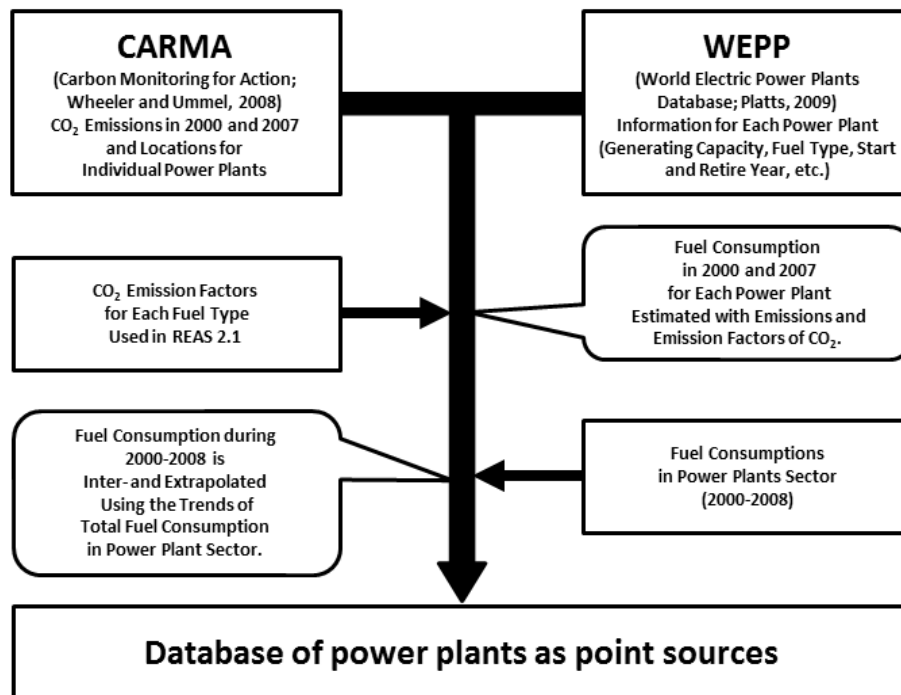 CARMA
(Carbon Monitoring for Action;
Wheeler and Ummel, 2008)
CO₂ Emissions in 2000 and 2007
and Locations for
Individual Power Plants
WEPP
(World Electric Power Plants
Database; Platts, 2009)
Information for Each Power Plant
(Generating Capacity, Fuel Type, Start
and Retire Year, etc.)
CO₂ Emission Factors
for Each Fuel Type
Used in REAS 2.1
Fuel Consumption
in 2000 and 2007
for Each Power Plant
Estimated with Emissions and
Emission Factors of CO₂.
Fuel Consumption during
2000-2008 is
Inter- and Extrapolated
Using the Trends of
Total Fuel Consumption
in Power Plant Sector.
Fuel Consumptions
in Power Plants Sector
(2000-2008)
Database of power plants as point sources